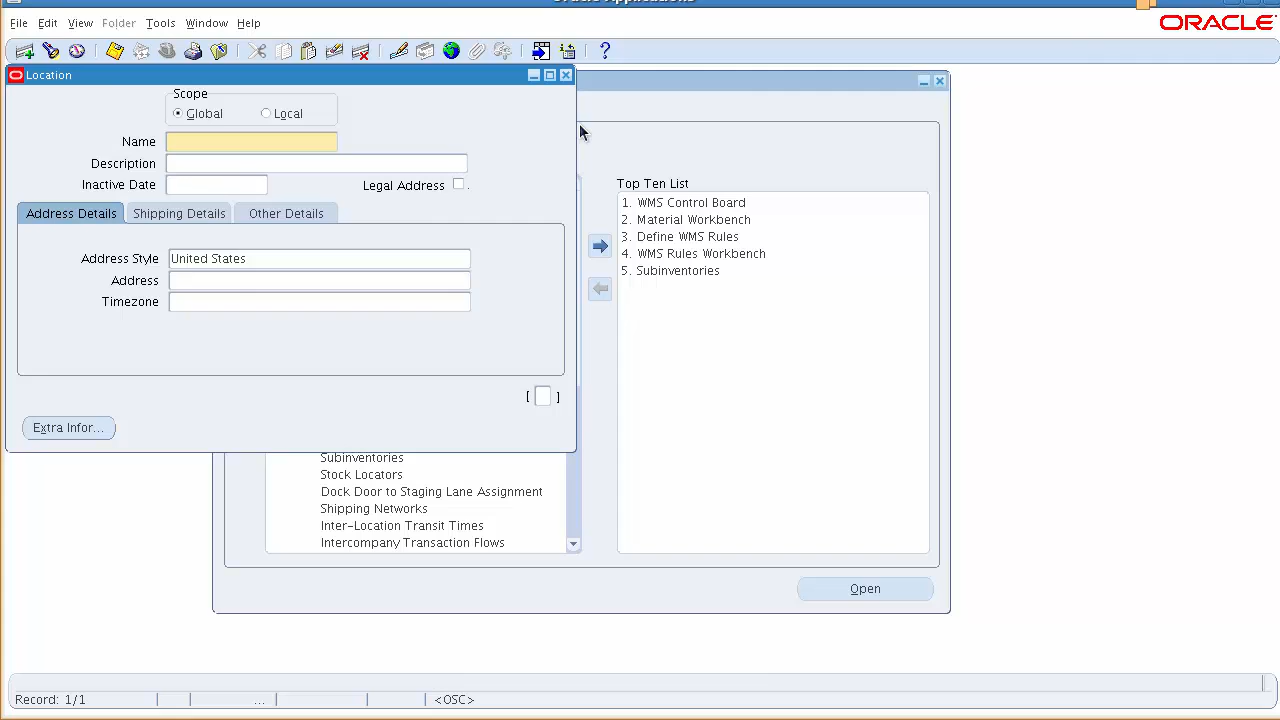 Oracle Applications
File Edit View Folder Tools Window Help
ORACLE
Location
Scope
Global Local
Name
Description
Inactive Date
Legal Address
.
Address Details Shipping Details Other Details
Address Style United States
Address
Timezone
[ ]
Extra Infor...
Top Ten List
1. WMS Control Board
2. Material Workbench
3. Define WMS Rules
4. WMS Rules Workbench
5. Subinventories
Subinventories
Stock Locators
Dock Door to Staging Lane Assignment
Shipping Networks
Inter-Location Transit Times
Intercompany Transaction Flows
Open
Record: 1/1 ... <OSC>